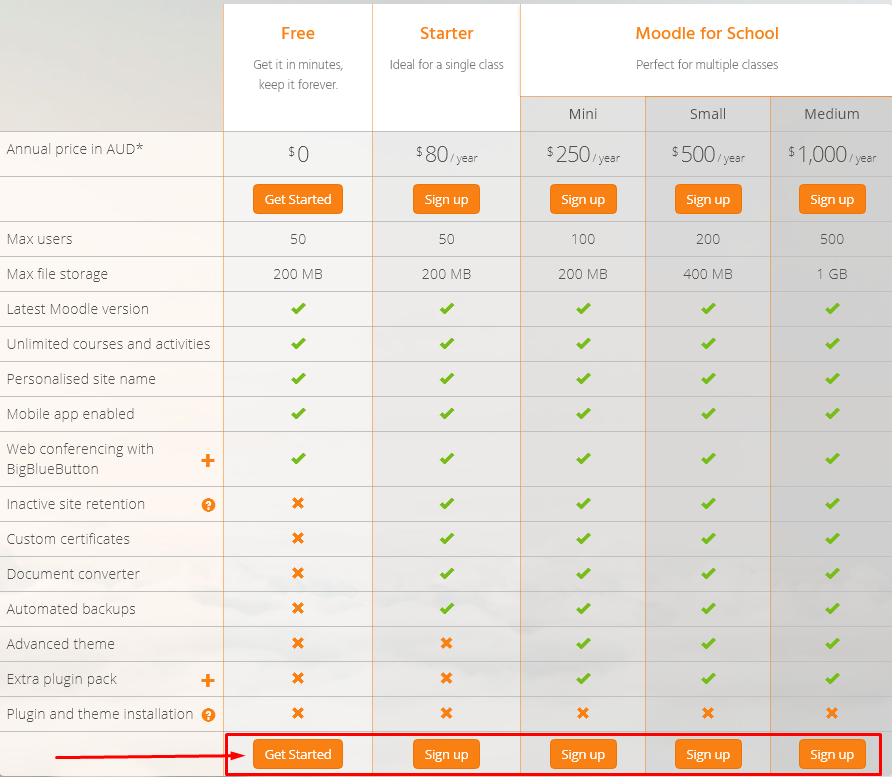 Free Starter Moodle for School
Get it in minutes, Ideal for a single class Perfect for multiple classes
keep it forever.
Mini Small Medium
Annual price in AUD* $0 $80 / year $250 / year $500 / year $1,000 / year
Get Started Sign up Sign up Sign up Sign up
Max users 50 50 100 200 500
Max file storage 200 MB 200 MB 200 MB 400 MB 1 GB
Latest Moodle version
Unlimited courses and activities
Personalised site name
Mobile app enabled
Web conferencing with
BigBlueButton
Inactive site retention ?
Custom certificates
Document converter
Automated backups
Advanced theme
Extra plugin pack
Plugin and theme installation ?
Get Started Sign up Sign up Sign up Sign up